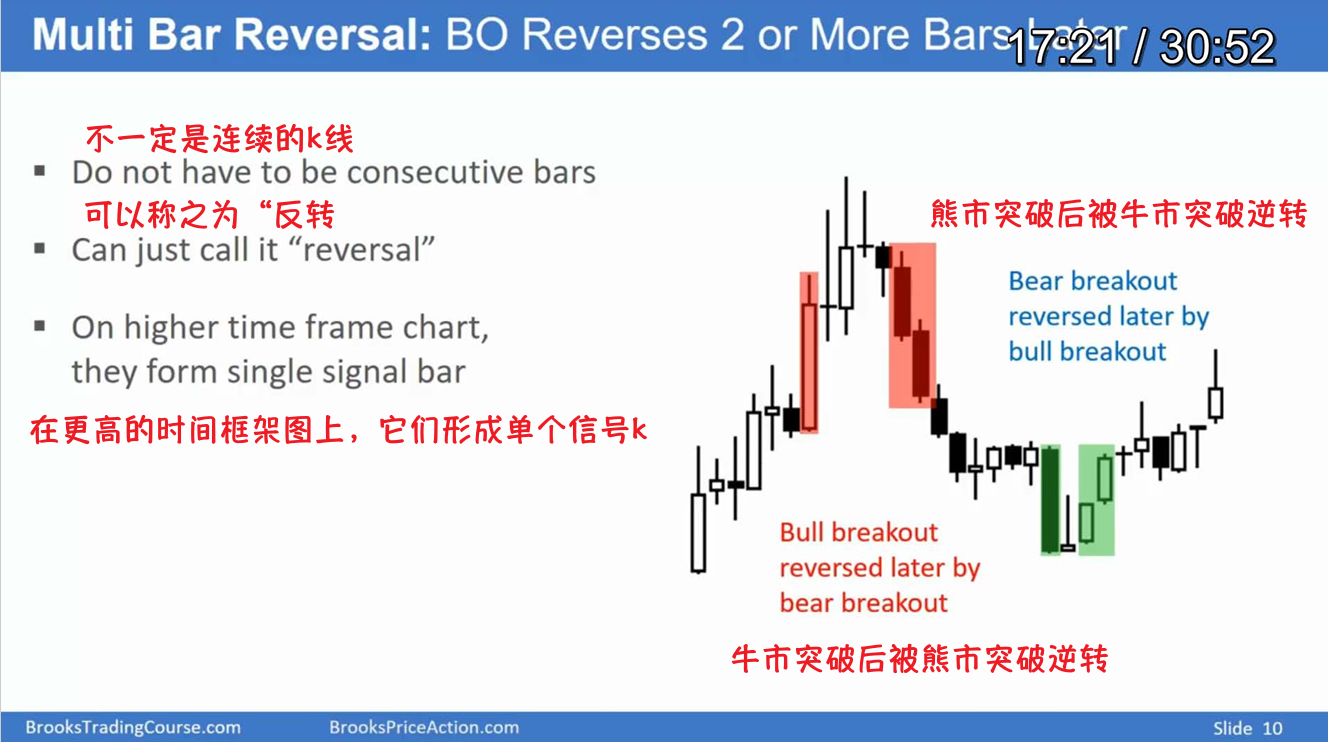 Multi Bar Reversal: BO Reverses 2 or More Bars Later
17:21 / 30:52
不一定是连续的k线
▪ Do not have to be consecutive bars
可以称之为“反转
▪ Can just call it “reversal”
▪ On higher time frame chart,
they form single signal bar
在更高的时间框架图上，它们形成单个信号k
熊市突破后被牛市突破逆转
Bear breakout
reversed later by
bull breakout
Bull breakout
reversed later by
bear breakout
牛市突破后被熊市突破逆转
BrooksTradingCourse.com
BrooksPriceAction.com
Slide 10